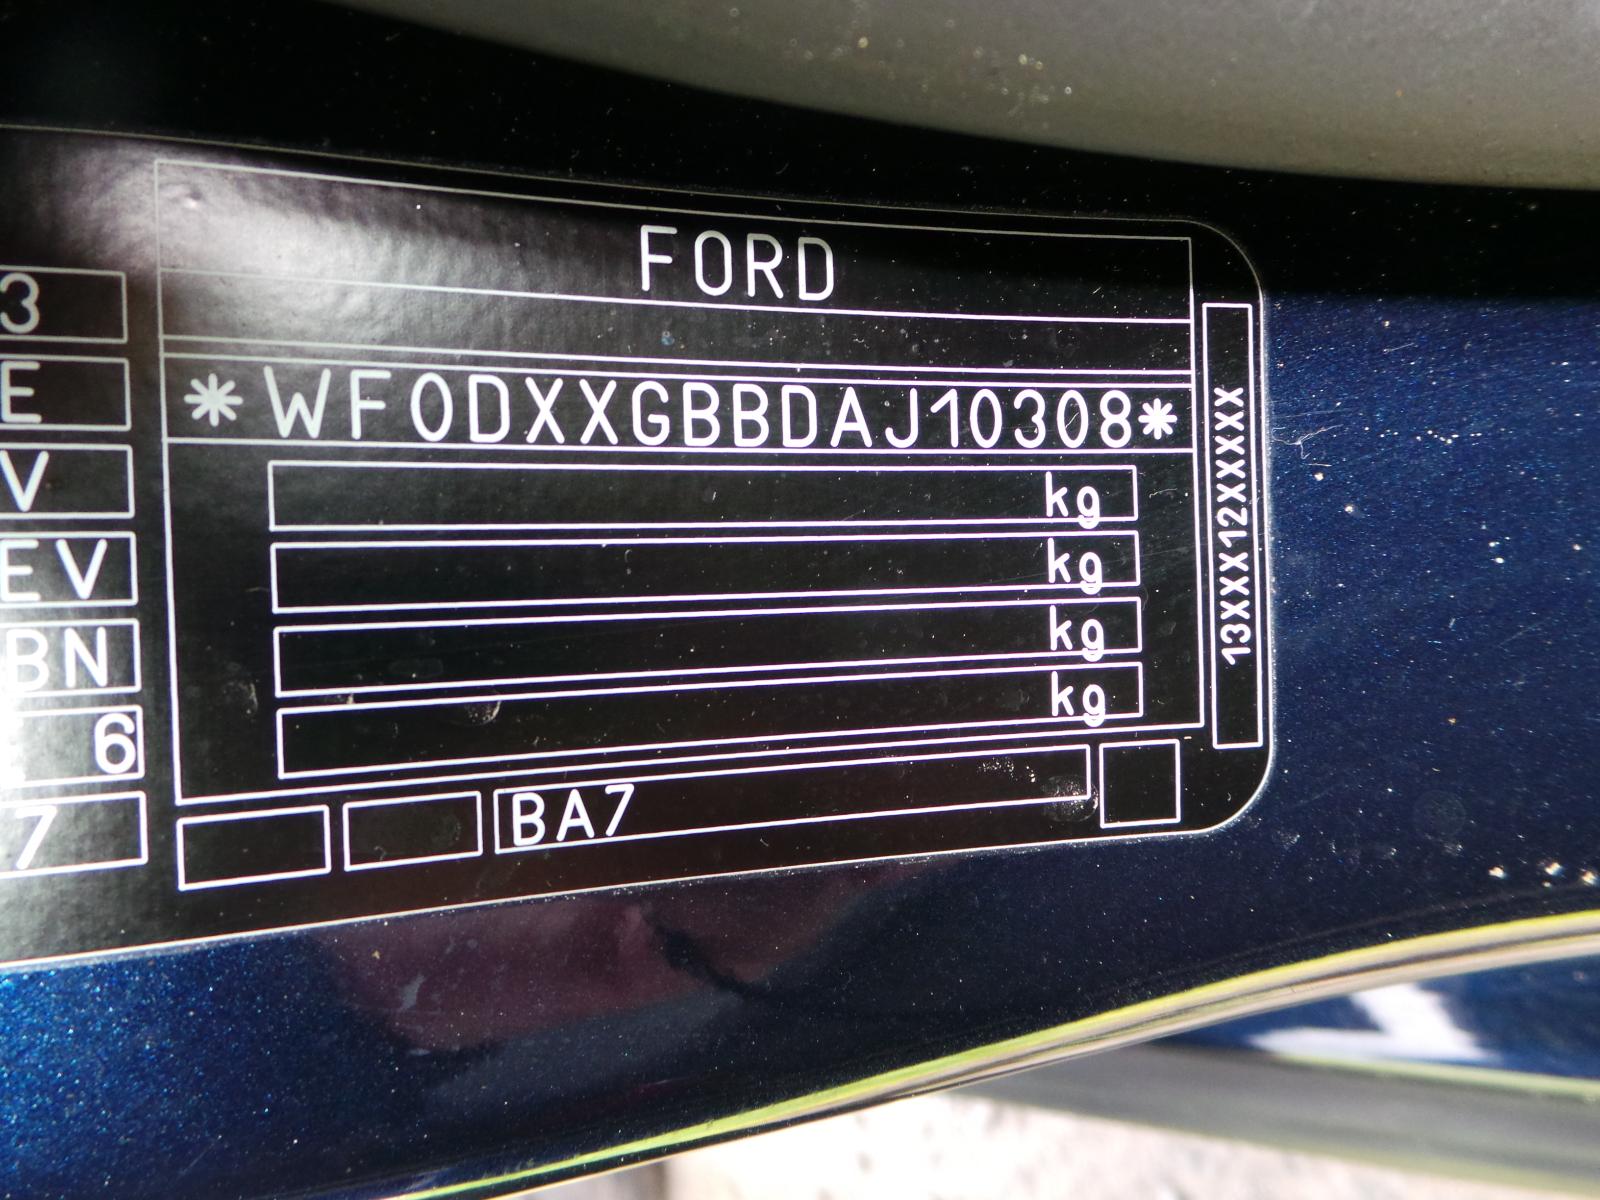 FORD
*WF0DXXGBBDAJ10308*
3
E
V
EV
BN
6
7
kg
kg
kg
kg
BA7
13XXX12XXXXX